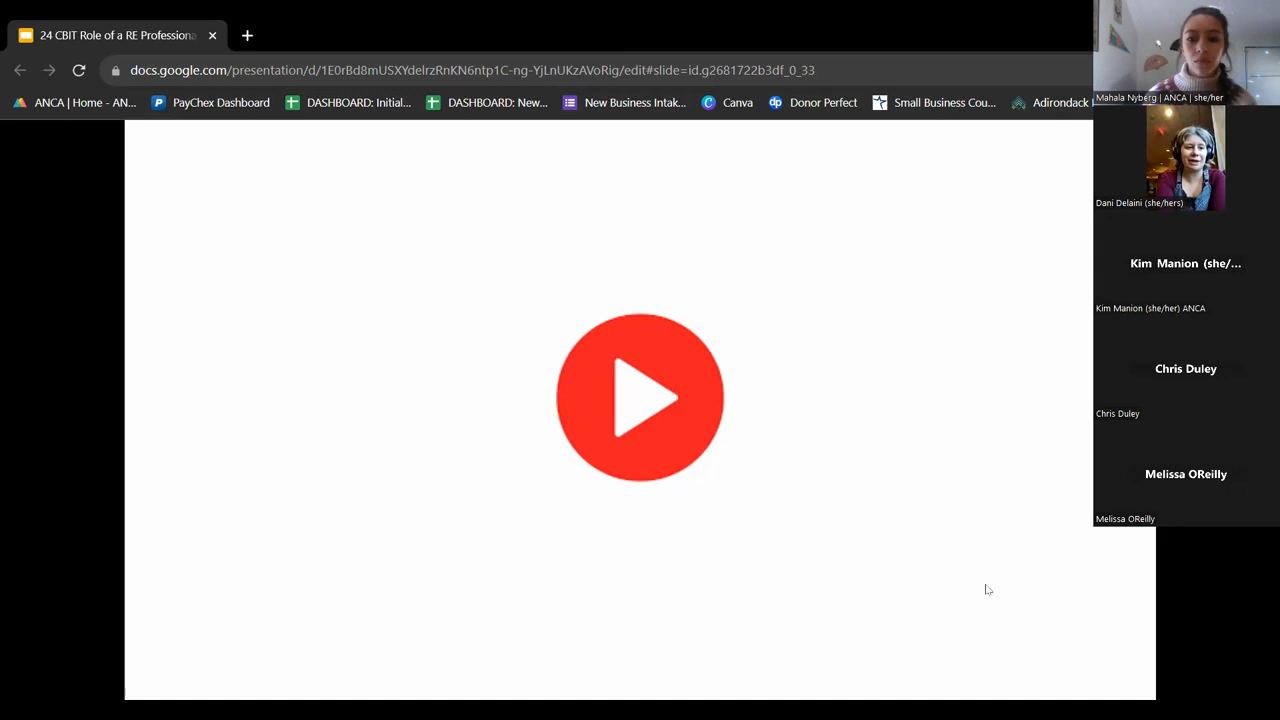 24 CBIT Role of a RE Professiona
docs.google.com/presentation/d/1E0rBd8mUSXYdelrzRnKN6ntp1C-ng-YjLnUKzAVoRig/edit#slide=id.g2681722b3df_0_33
ANCA | Home - AN... PayChex Dashboard DASHBOARD: Initial... DASHBOARD: New... New Business Intak... Canva dp Donor Perfect Small Business Cou... Adirondack
Mahala Nyberg | ANCA | she/her
Dani Delaini (she/hers)
Kim Manion (she/...
Kim Manion (she/her) ANCA
Chris Duley
Chris Duley
Melissa OReilly
Melissa OReilly